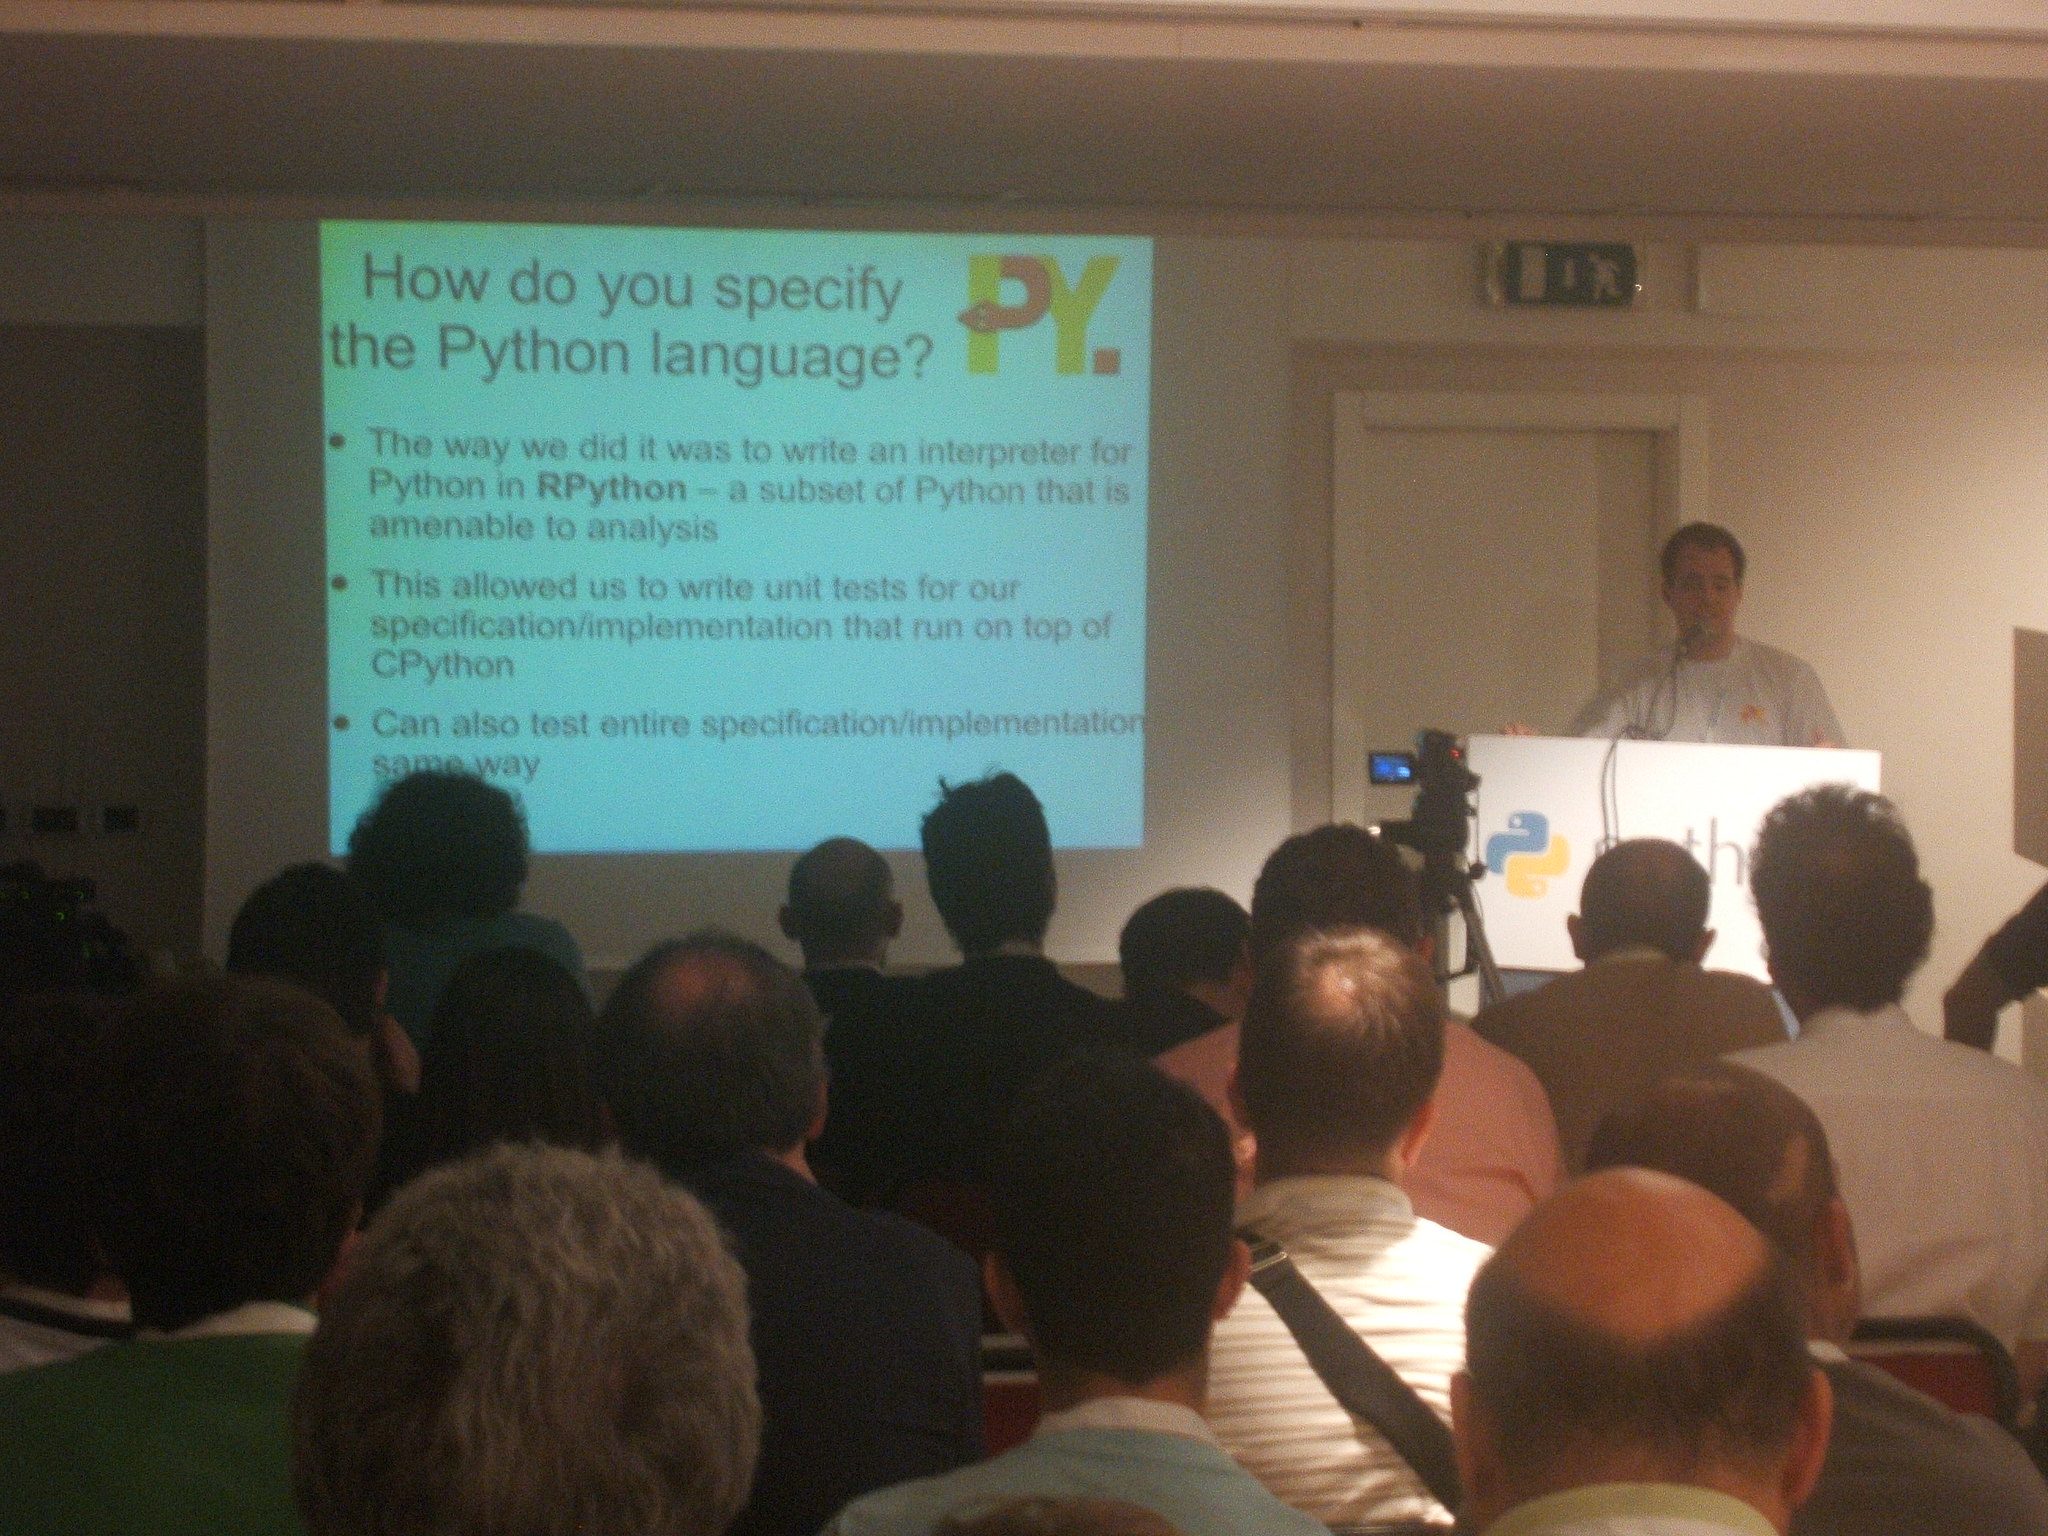 How do you specify
the Python language?
PY.
• The way we did it was to write an interpreter for
Python in RPython – a subset of Python that is
amenable to analysis
• This allowed us to write unit tests for our
specification/implementation that run on top of
CPython
• Can also test entire specification/implementation
same way
th